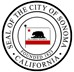 SEAL OF THE CITY OF SONOMA
CALIFORNIA